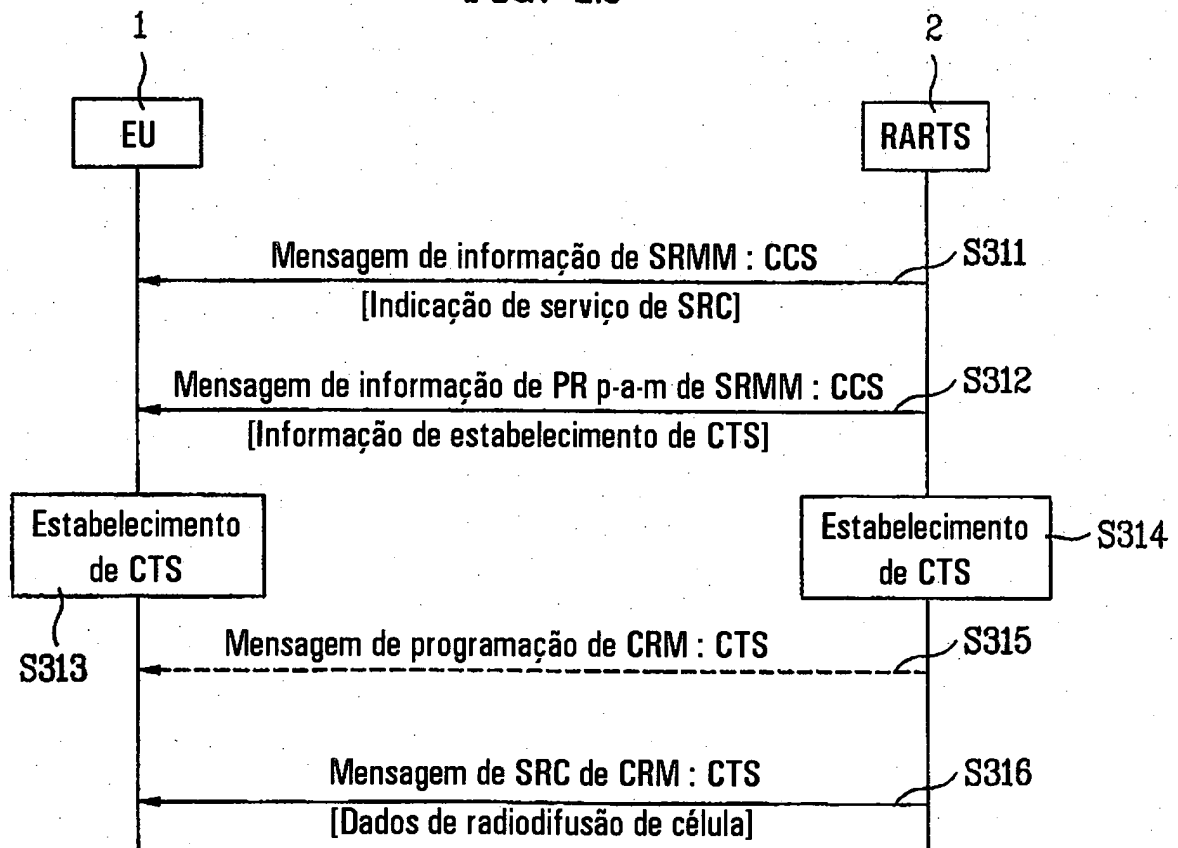 1
2
EU
RARTS
Mensagem de informação de SRMM : CCS
S311
[Indicação de serviço de SRC]
Mensagem de informação de PR p-a-m de SRMM : CCS
S312
[Informação de estabelecimento de CTS]
Estabelecimento
de CTS
Estabelecimento
de CTS
S314
S313
Mensagem de programação de CRM : CTS
S315
Mensagem de SRC de CRM : CTS
S316
[Dados de radiodifusão de célula]